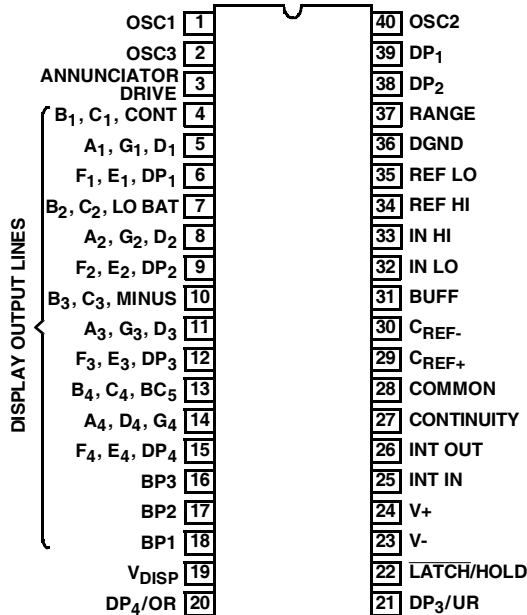 OSC1 1 40 OSC2
OSC3 2 39 DP1
ANNUNCIATOR
DRIVE 3 38 DP2
B1, C1, CONT 4 37 RANGE
A1, G1, D1 5 36 DGND
F1, E1, DP1 6 35 REF LO
B2, C2, LO BAT 7 34 REF HI
A2, G2, D2 8 33 IN HI
F2, E2, DP2 9 32 IN LO
B3, C3, MINUS 10 31 BUFF
A3, G3, D3 11 30 CREF-
F3, E3, DP3 12 29 CREF+
B4, C4, BC5 13 28 COMMON
A4, D4, G4 14 27 CONTINUITY
F4, E4, DP4 15 26 INT OUT
BP3 16 25 INT IN
BP2 17 24 V+
BP1 18 23 V-
VDISP 19 22 LATCH/HOLD
DP4/OR 20 21 DP3/UR
DISPLAY OUTPUT LINES